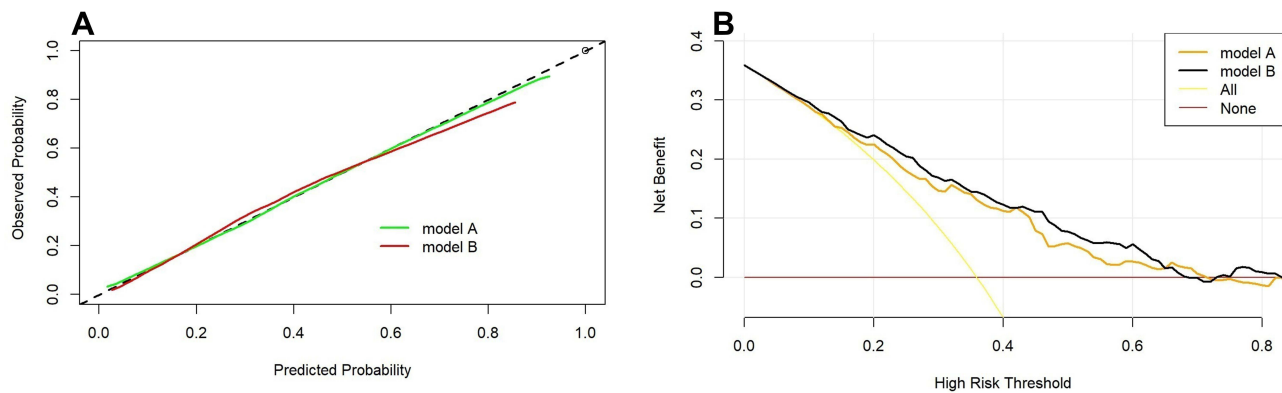 A
Observed Probability
1.0
0.8
0.6
0.4
0.2
0.0
model A
model B
0.0 0.2 0.4 0.6 0.8 1.0
Predicted Probability
B
Net Benefit
0.4
0.3
0.2
0.1
0.0
model A
model B
All
None
0.0 0.2 0.4 0.6 0.8
High Risk Threshold